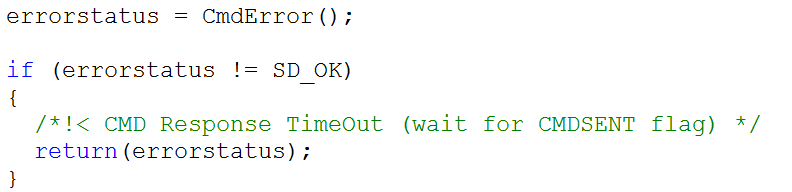 errorstatus = CmdError();
if (errorstatus != SD_OK)
{
/*!< CMD Response TimeOut (wait for CMDSENT flag) */
return(errorstatus);
}